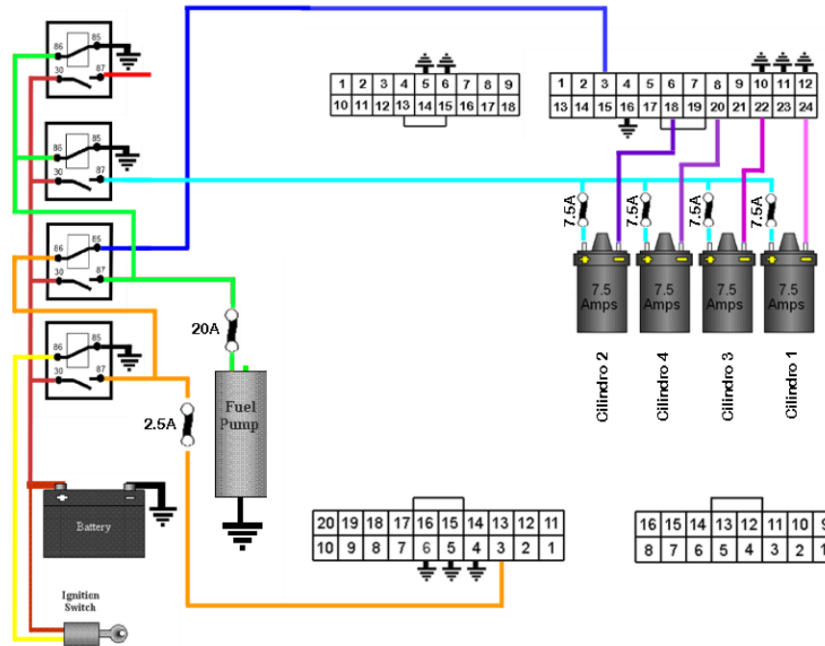 86 85
30 87
86 85
30 87
86 85
30 87
86 85
30 87
1 2 3 4 5 6 7 8 9
10 11 12 13 14 15 16 17 18
1 2 3 4 5 6 7 8 9 10 11 12
13 14 15 16 17 18 19 20 21 22 23 24
7.5A 7.5A 7.5A 7.5A
7.5 Amps
7.5 Amps
7.5 Amps
7.5 Amps
Cilindro 2
Cilindro 4
Cilindro 3
Cilindro 1
20A
2.5A
Fuel
Pump
Battery
Ignition
Switch
20 19 18 17 16 15 14 13 12 11
10 9 8 7 6 5 4 3 2 1
16 15 14 13 12 11 10 9
8 7 6 5 4 3 2 1